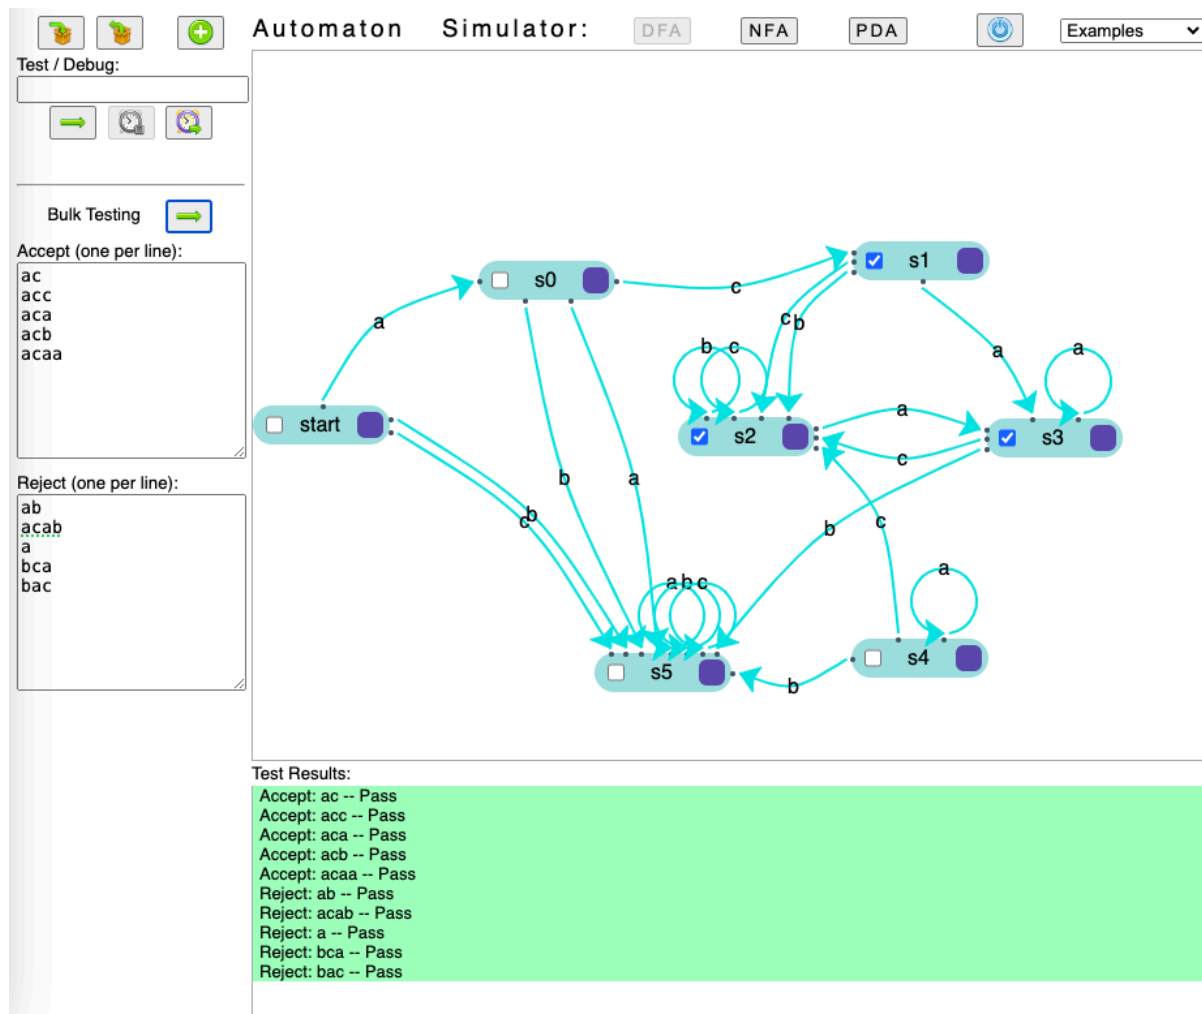 Automaton Simulator: DFA NFA PDA Examples
Test / Debug:
Bulk Testing
Accept (one per line):
ac
acc
aca
acb
acaa
Reject (one per line):
ab
acab
a
bca
bac
s0
s1
start
s2
s3
s5
s4
a
c
c
b
b
c
a
a
a
c
b
a
b
c
b
c
a
b
c
a
b
Test Results:
Accept: ac -- Pass
Accept: acc -- Pass
Accept: aca -- Pass
Accept: acb -- Pass
Accept: acaa -- Pass
Reject: ab -- Pass
Reject: acab -- Pass
Reject: a -- Pass
Reject: bca -- Pass
Reject: bac -- Pass